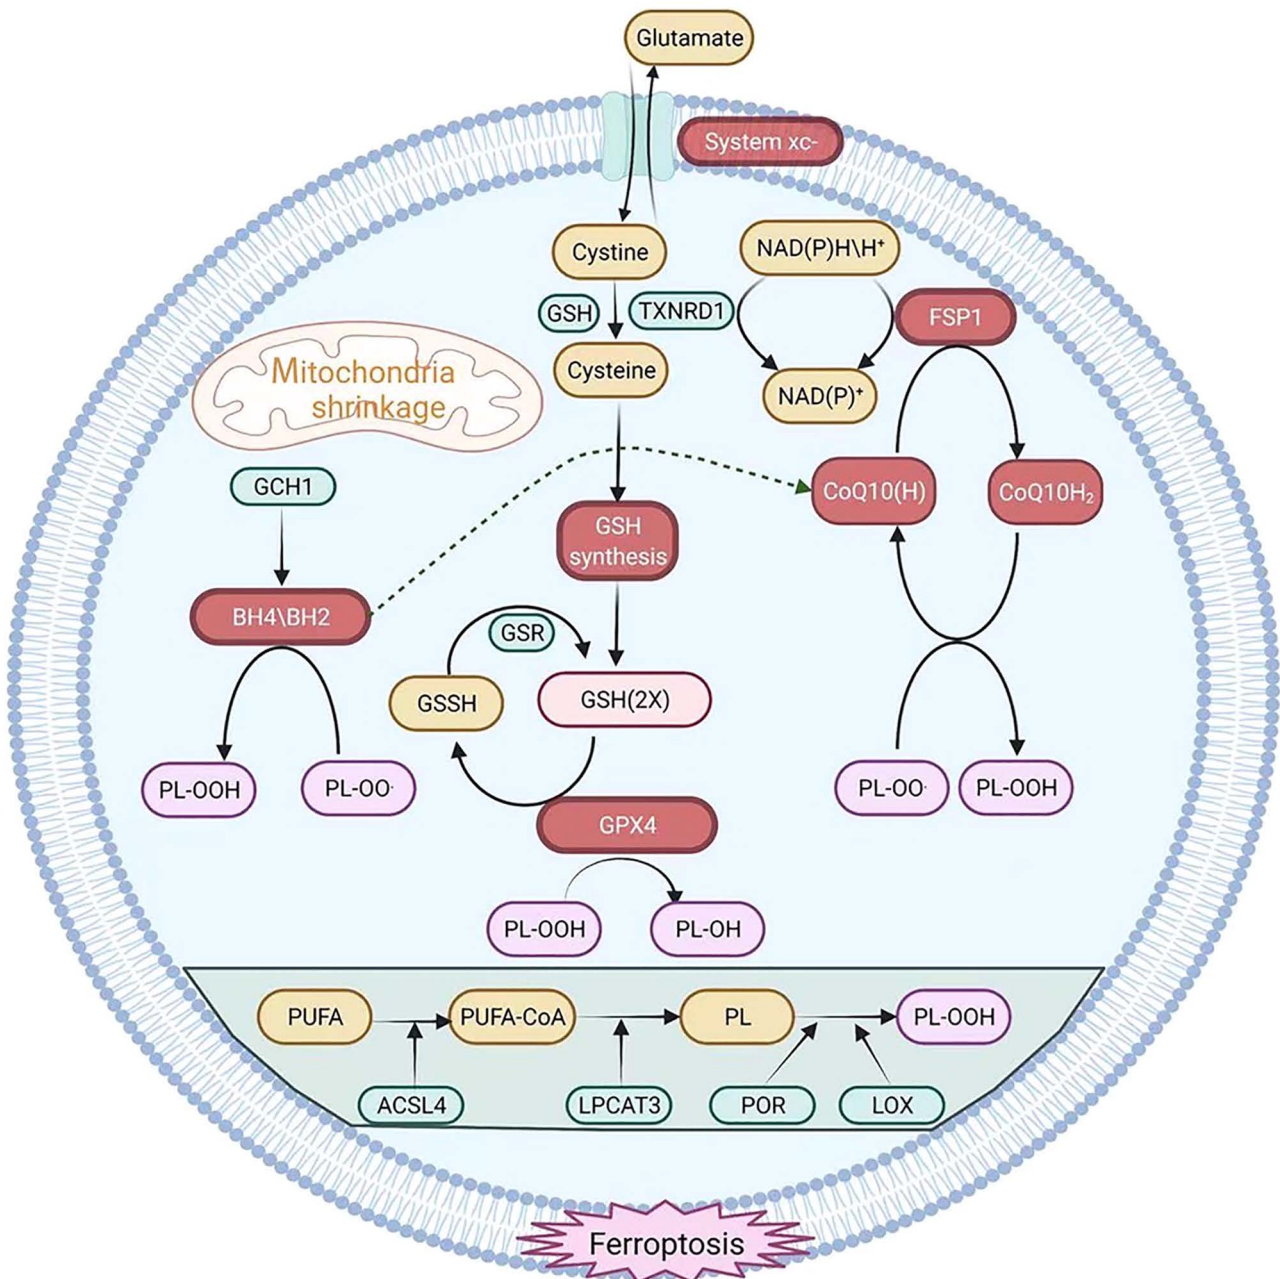 Glutamate
System xc-
Cystine
NAD(P)H\H⁺
GSH
TXNRD1
FSP1
Mitochondria
shrinkage
Cysteine
NAD(P)⁺
GCH1
CoQ10(H)
CoQ10H₂
GSH
synthesis
BH4\BH2
GSR
GSSH
GSH(2X)
PL-OOH
PL-OO·
PL-OO·
PL-OOH
GPX4
PL-OOH
PL-OH
PUFA
PUFA-CoA
PL
PL-OOH
ACSL4
LPCAT3
POR
LOX
Ferroptosis